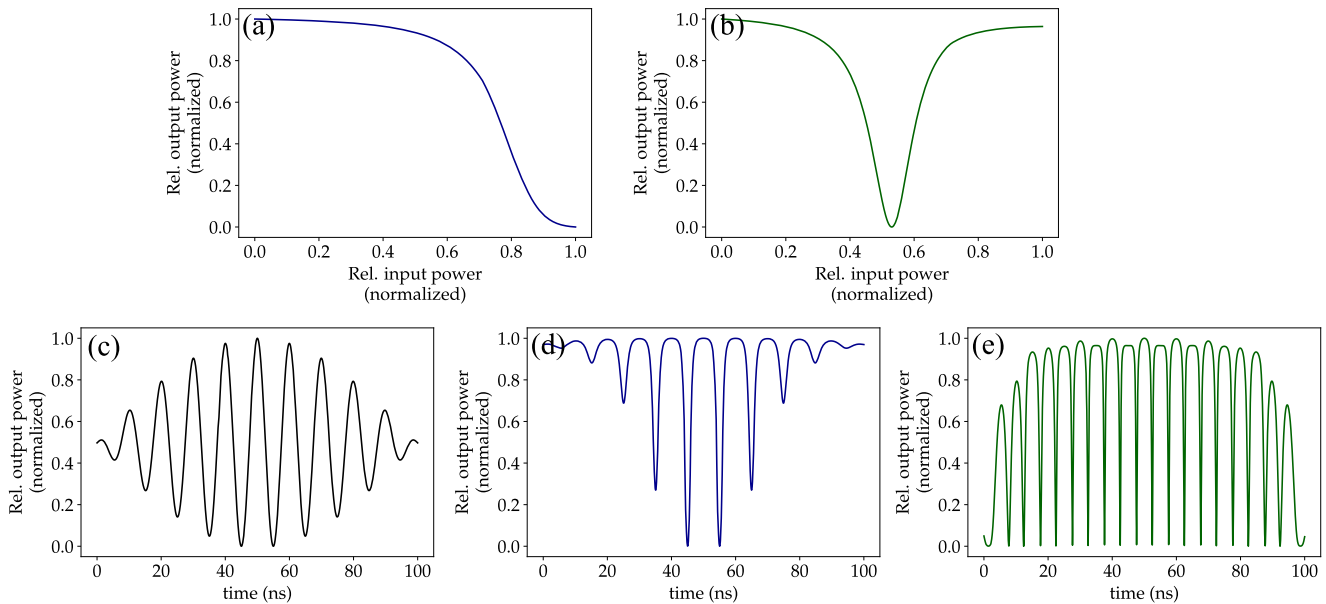 (a)
Rel. output power
(normalized)
1.0
0.8
0.6
0.4
0.2
0.0
0.0 0.2 0.4 0.6 0.8 1.0
Rel. input power
(normalized)
(b)
Rel. output power
(normalized)
1.0
0.8
0.6
0.4
0.2
0.0
0.0 0.2 0.4 0.6 0.8 1.0
Rel. input power
(normalized)
(c)
Rel. output power
(normalized)
1.0
0.8
0.6
0.4
0.2
0.0
0 20 40 60 80 100
time (ns)
(d)
Rel. output power
(normalized)
1.0
0.8
0.6
0.4
0.2
0.0
0 20 40 60 80 100
time (ns)
(e)
Rel. output power
(normalized)
1.0
0.8
0.6
0.4
0.2
0.0
0 20 40 60 80 100
time (ns)